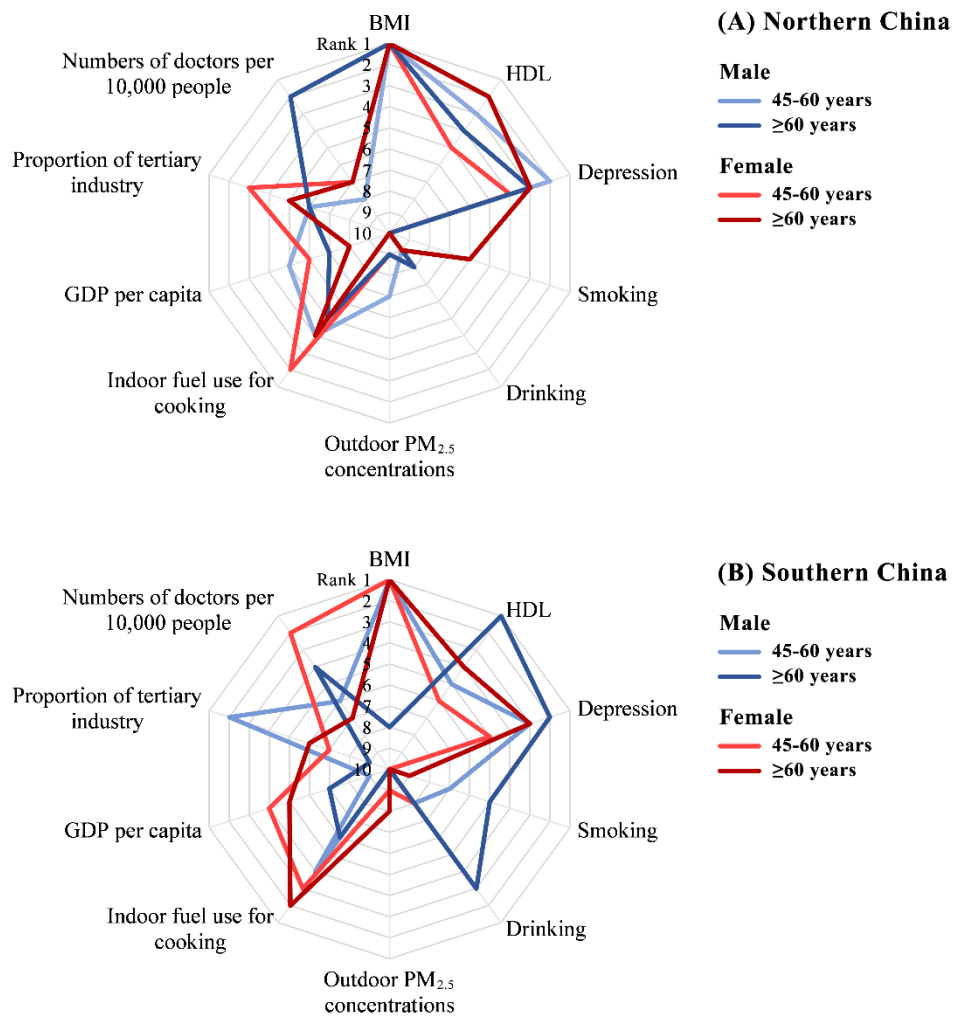 BMI
(A) Northern China
Rank 1
2
3
4
5
6
7
8
9
10
HDL
Depression
Smoking
Drinking
Outdoor PM2.5
concentrations
Indoor fuel use for
cooking
GDP per capita
Proportion of tertiary
industry
Numbers of doctors per
10,000 people
Male
45-60 years
≥60 years
Female
45-60 years
≥60 years
BMI
(B) Southern China
Rank 1
2
3
4
5
6
7
8
9
10
HDL
Depression
Smoking
Drinking
Outdoor PM2.5
concentrations
Indoor fuel use for
cooking
GDP per capita
Proportion of tertiary
industry
Numbers of doctors per
10,000 people
Male
45-60 years
≥60 years
Female
45-60 years
≥60 years